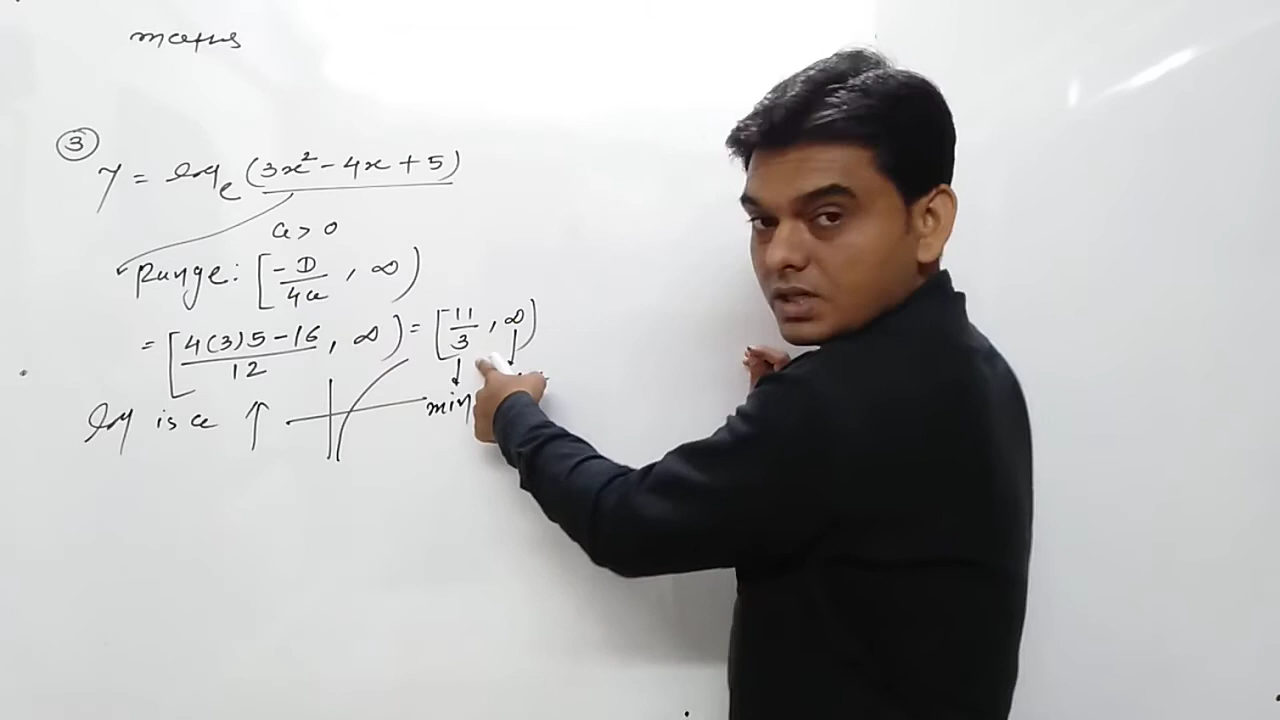 maths
③
y = log_e (3x² - 4x + 5)
a > 0
Range: [-D/4a, ∞)
= [4(3)5-16/12, ∞) = [11/3, ∞)
min
log is a ↑